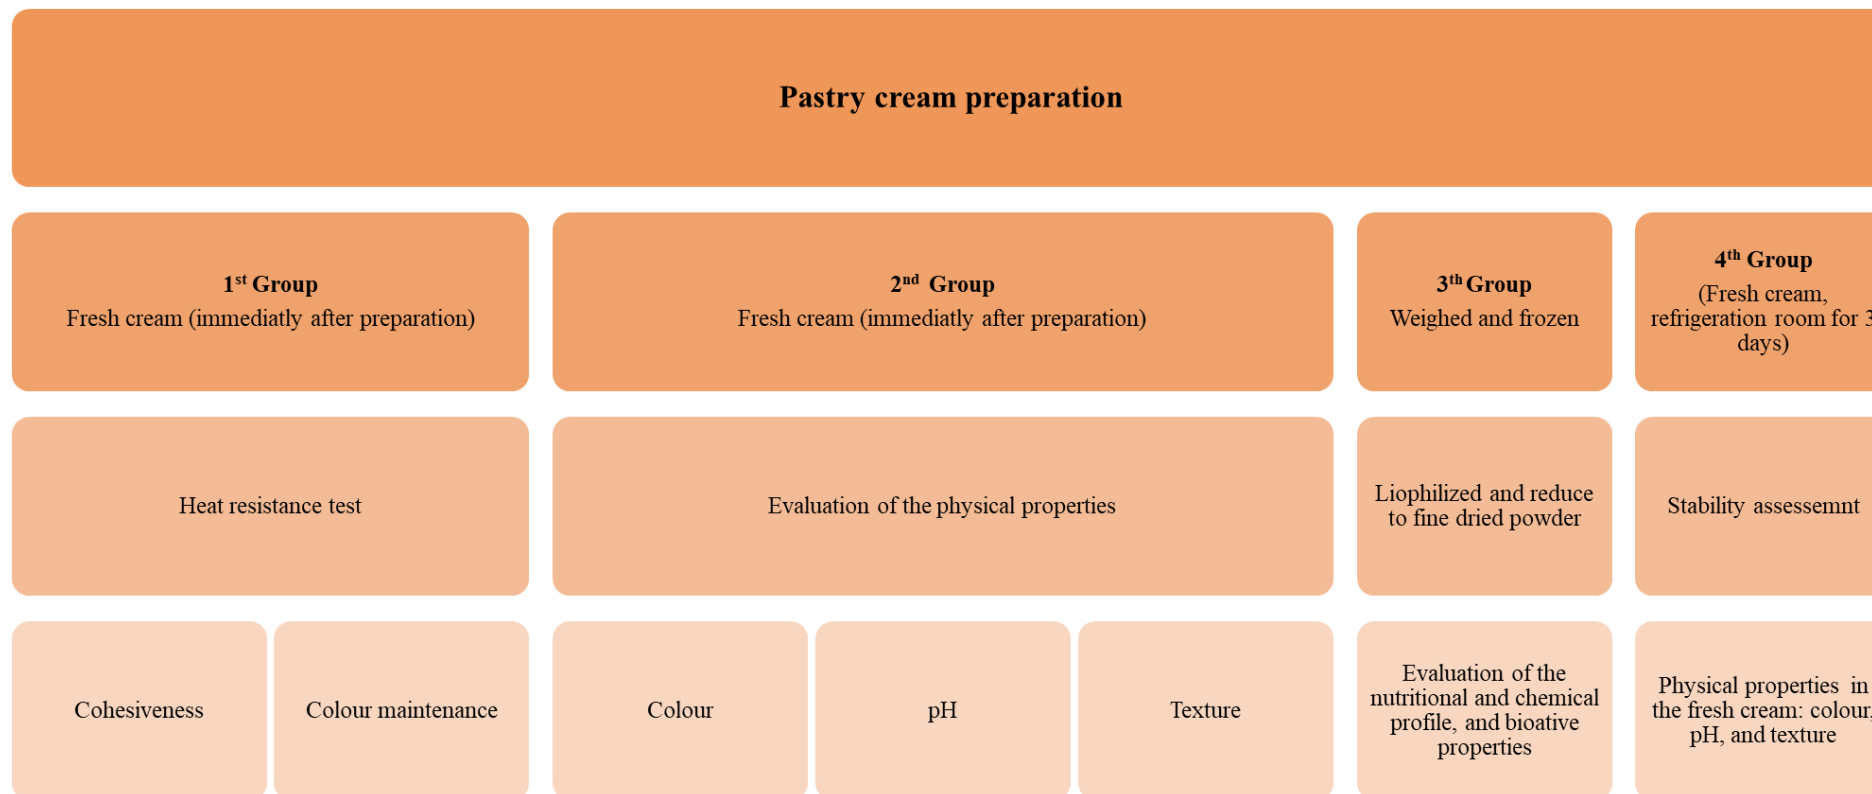 Pastry cream preparation
1st Group
Fresh cream (immediatly after preparation)
2nd Group
Fresh cream (immediatly after preparation)
3th Group
Weighed and frozen
4th Group
(Fresh cream,
refrigeration room for 3
days)
Heat resistance test
Evaluation of the physical properties
Liophilized and reduce
to fine dried powder
Stability assessemnt
Cohesiveness
Colour maintenance
Colour
pH
Texture
Evaluation of the
nutritional and chemical
profile, and bioative
properties
Physical properties in
the fresh cream: colour,
pH, and texture